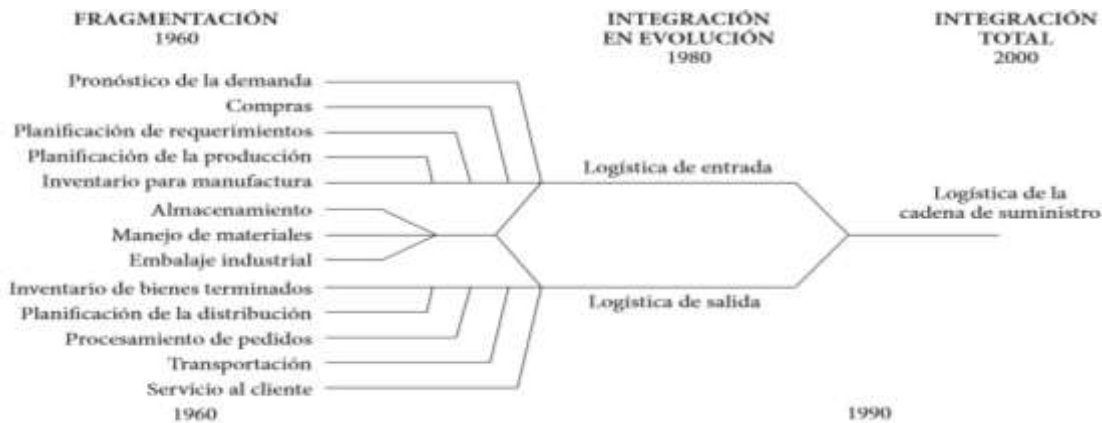 FRAGMENTACIÓN
1960
INTEGRACIÓN
EN EVOLUCIÓN
1980
INTEGRACIÓN
TOTAL
2000
Pronóstico de la demanda
Compras
Planificación de requerimientos
Planificación de la producción
Inventario para manufactura
Almacenamiento
Manejo de materiales
Embalaje industrial
Inventario de bienes terminados
Planificación de la distribución
Procesamiento de pedidos
Transportación
Servicio al cliente
1960
Logística de entrada
Logística de salida
Logística de la
cadena de suministro
1990